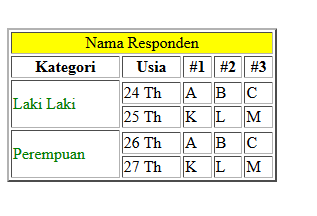 Nama Responden
Kategori Usia #1 #2 #3
Laki Laki
24 Th A B C
25 Th K L M
Perempuan
26 Th A B C
27 Th K L M